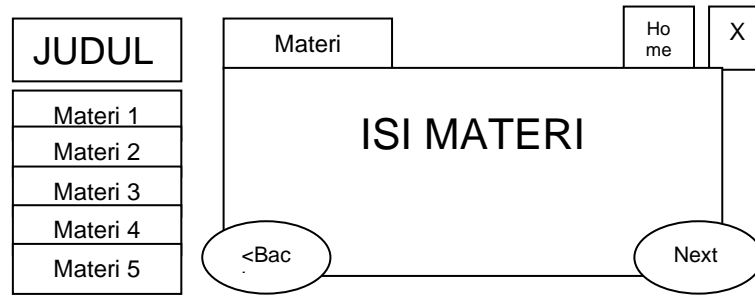 JUDUL
Materi 1
Materi 2
Materi 3
Materi 4
Materi 5
Materi
Ho
me
X
ISI MATERI
<Bac
Next